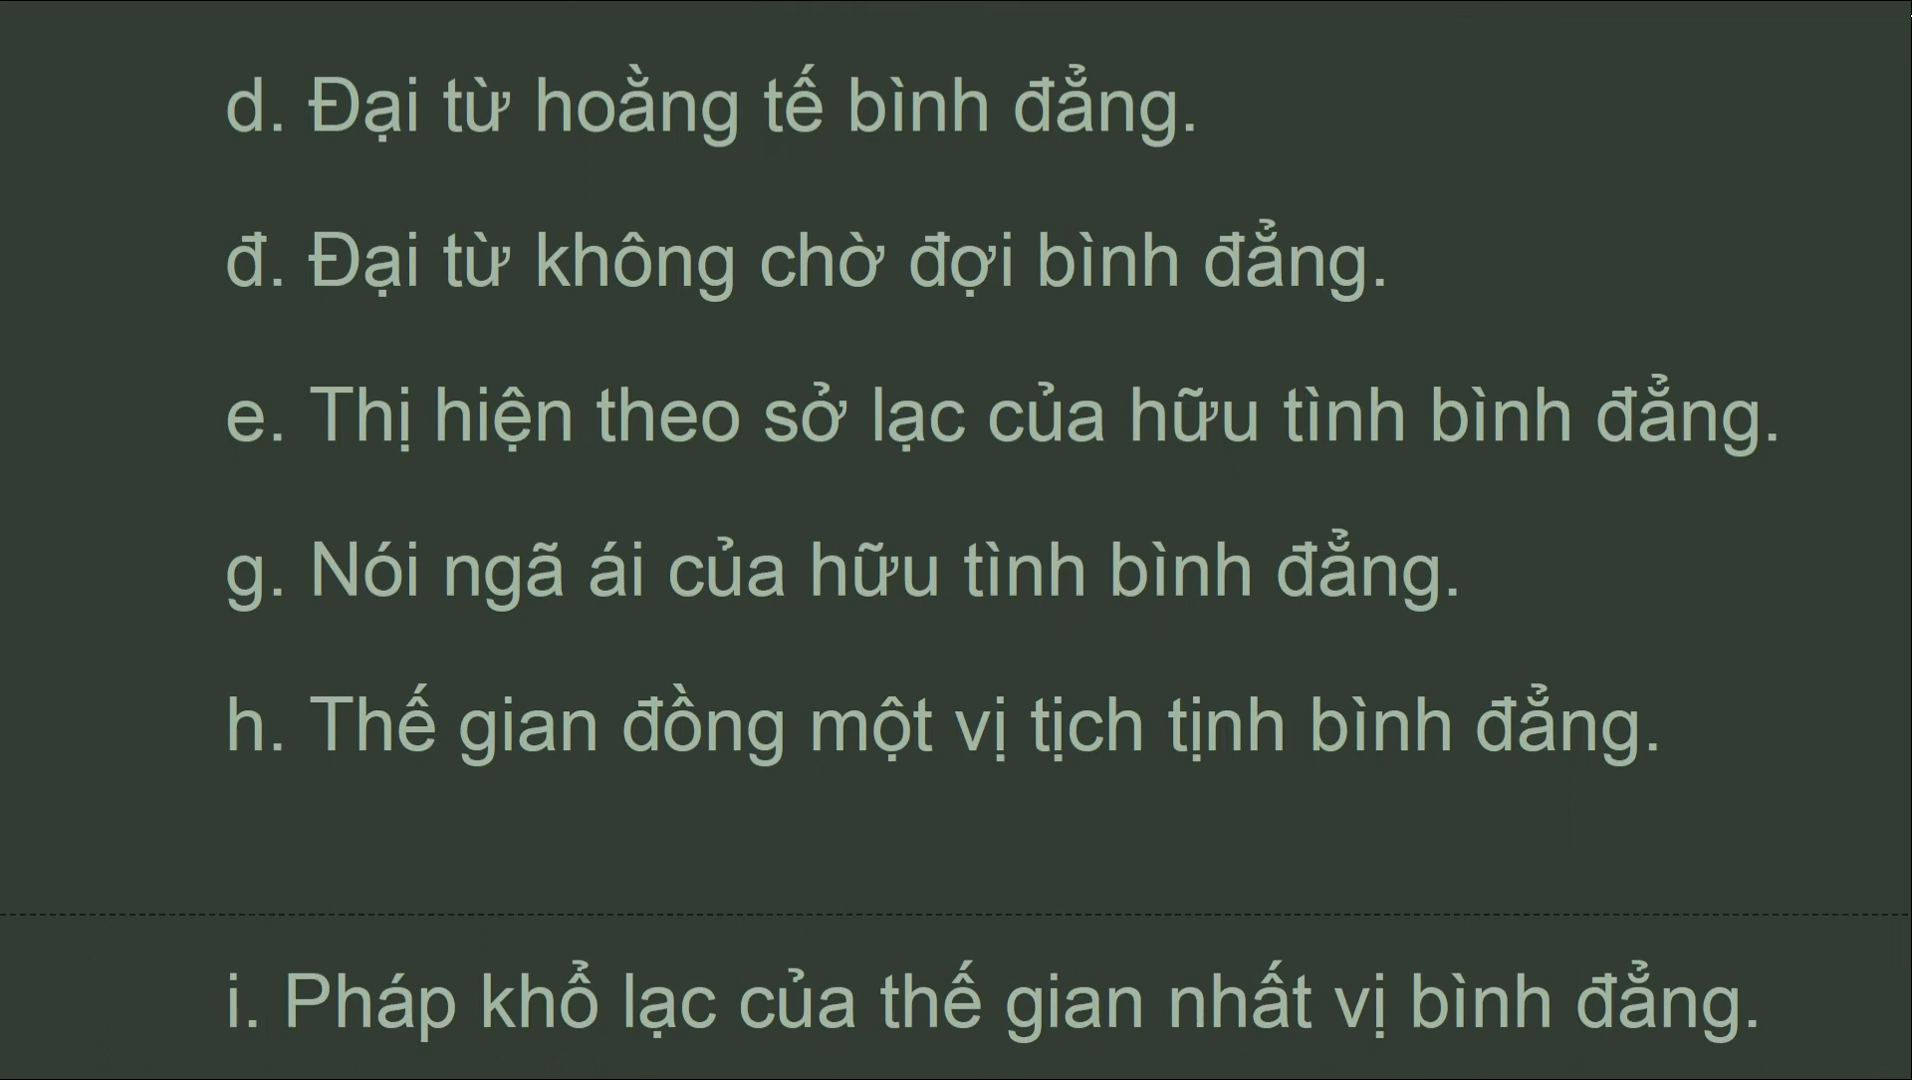 d. Đại từ hoằng tế bình đẳng.
đ. Đại từ không chờ đợi bình đẳng.
e. Thị hiện theo sở lạc của hữu tình bình đẳng.
g. Nói ngã ái của hữu tình bình đẳng.
h. Thế gian đồng một vị tịch tịnh bình đẳng.
i. Pháp khổ lạc của thế gian nhất vị bình đẳng.